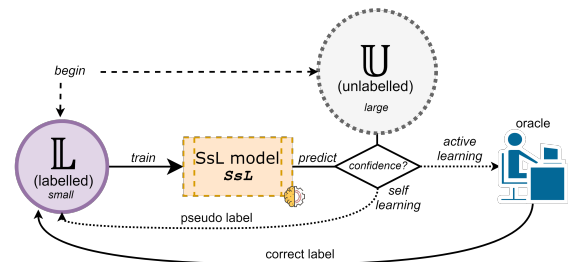 begin
𝕌
(unlabelled)
large
oracle
𝕃
(labelled)
small
train
SsL model
SsL
predict
confidence?
active
learning
self
learning
pseudo label
correct label